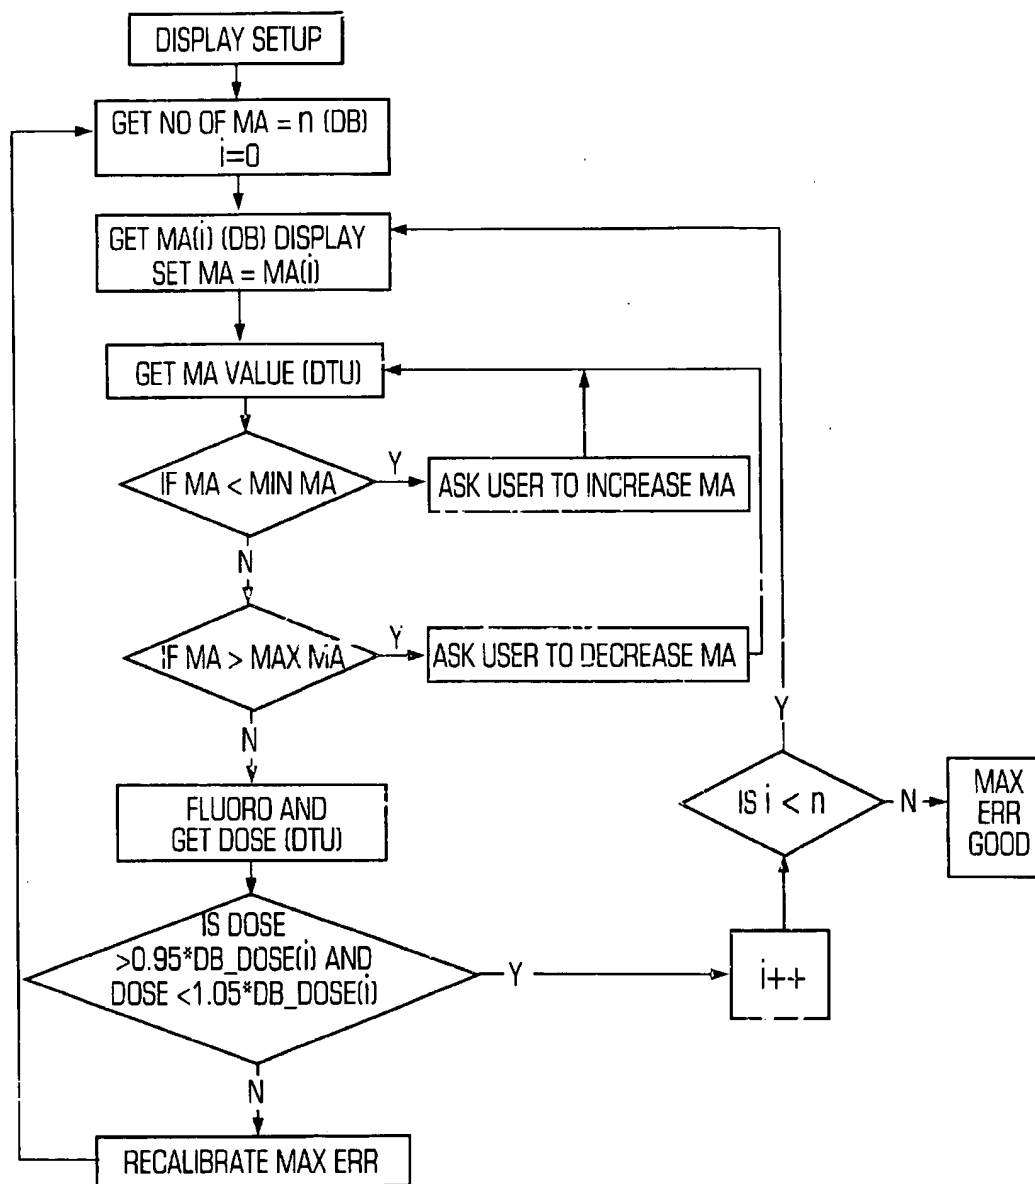 DISPLAY SETUP
GET NO OF MA = n (DB)
i=0
GET MA(i) (DB) DISPLAY
SET MA = MA(i)
GET MA VALUE (DTU)
IF MA < MIN MA
Y
ASK USER TO INCREASE MA
N
IF MA > MAX MA
Y
ASK USER TO DECREASE MA
N
FLUORO AND
GET DOSE (DTU)
IS DOSE
>0.95*DB_DOSE(i) AND
DOSE <1.05*DB_DOSE(i)
Y
i++
IS i < n
Y
N
MAX
ERR
GOOD
N
RECALIBRATE MAX ERR